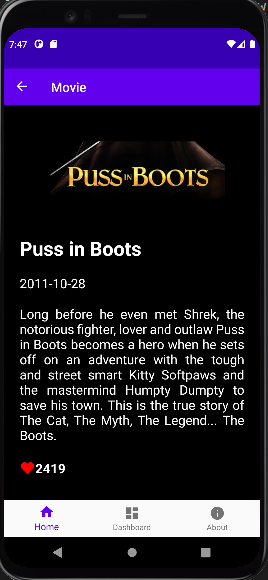 7:47
Movie
PUSS IN BOOTS
Puss in Boots
2011-10-28
Long before he even met Shrek, the
notorious fighter, lover and outlaw Puss
in Boots becomes a hero when he sets
off on an adventure with the tough
and street smart Kitty Softpaws and
the mastermind Humpty Dumpty to
save his town. This is the true story of
The Cat, The Myth, The Legend... The
Boots.
2419
Home Dashboard About